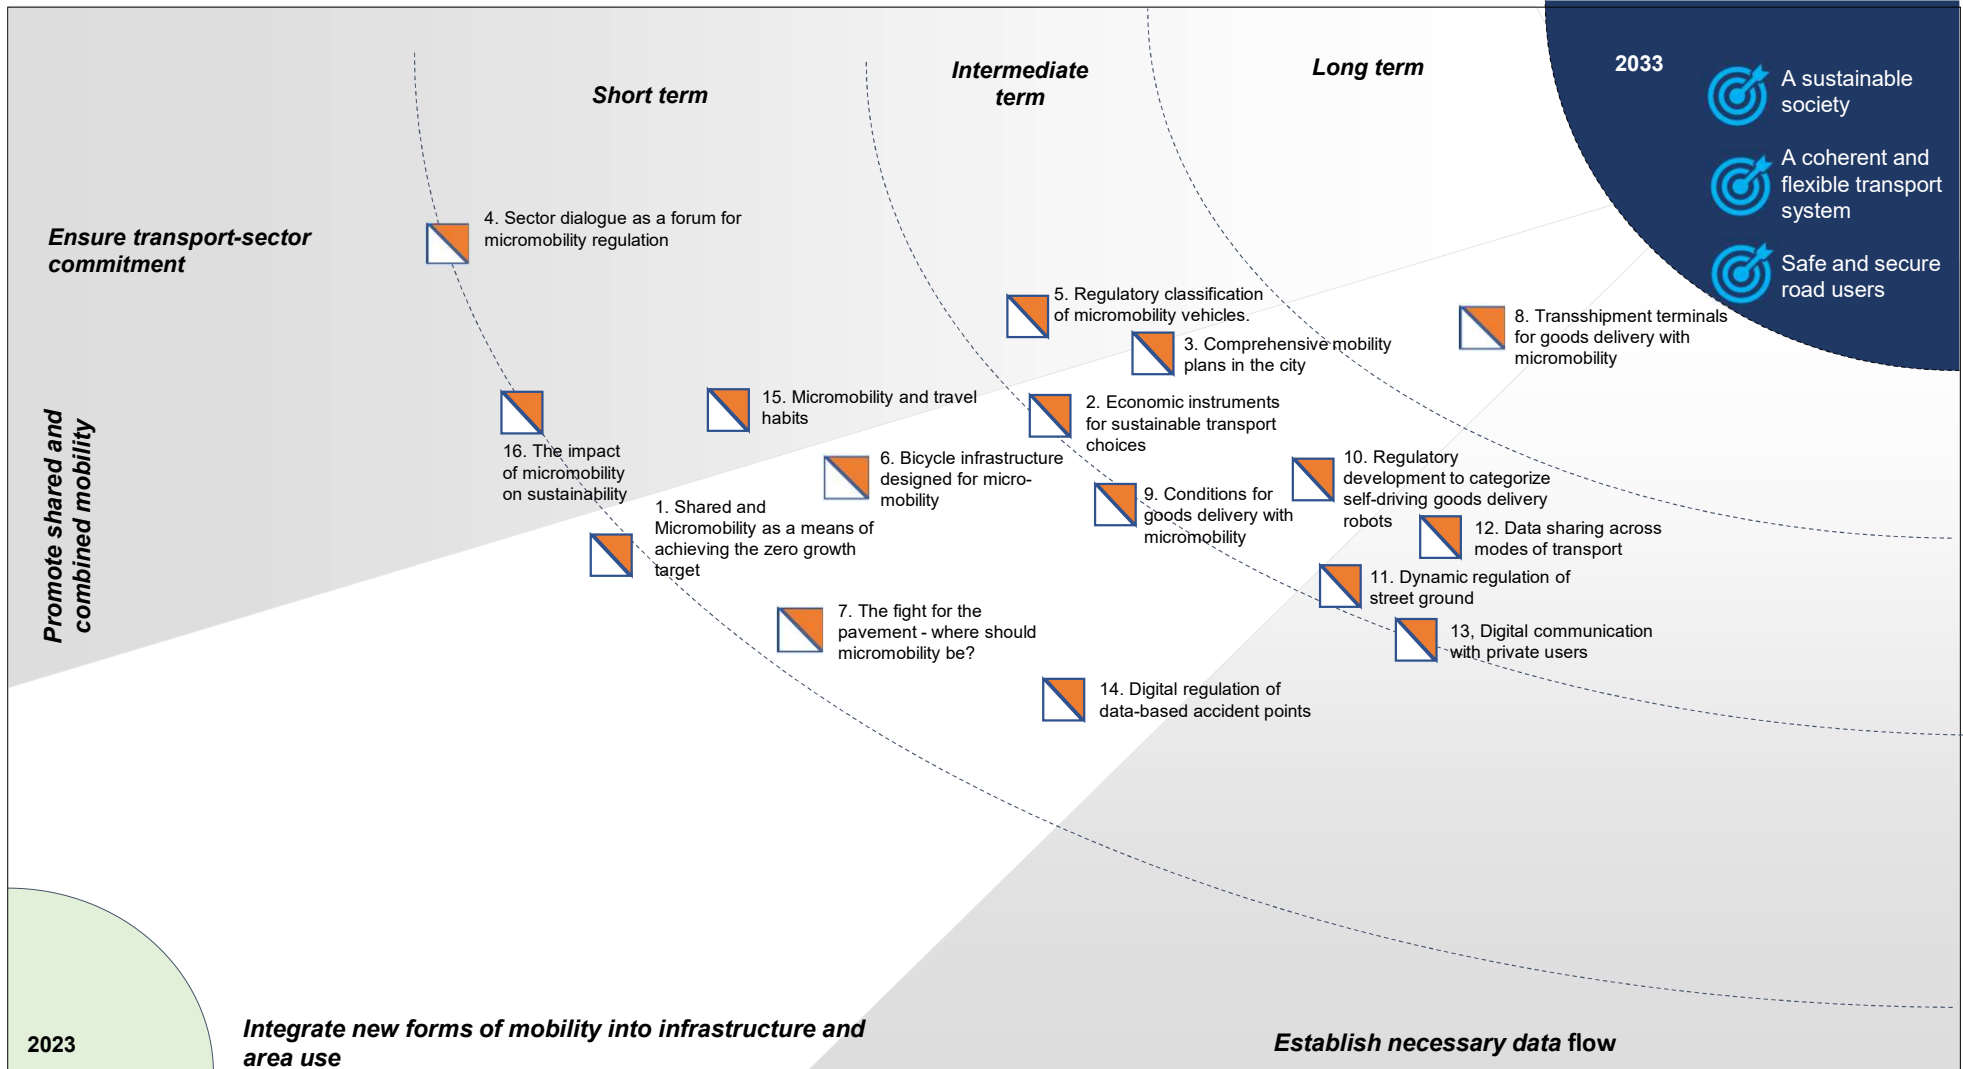 Short term
Intermediate
term
Long term
2033
A sustainable
society
A coherent and
flexible transport
system
Safe and secure
road users
Ensure transport-sector
commitment
4. Sector dialogue as a forum for
micromobility regulation
5. Regulatory classification
of micromobility vehicles.
3. Comprehensive mobility
plans in the city
8. Transshipment terminals
for goods delivery with
micromobility
Promote shared and
combined mobility
16. The impact
of micromobility
on sustainability
15. Micromobility and travel
habits
2. Economic instruments
for sustainable transport
choices
6. Bicycle infrastructure
designed for micro-
mobility
9. Conditions for
goods delivery with
micromobility
10. Regulatory
development to categorize
self-driving goods delivery
robots
1. Shared and
Micromobility as a means of
achieving the zero growth
target
12. Data sharing across
modes of transport
11. Dynamic regulation of
street ground
7. The fight for the
pavement - where should
micromobility be?
13, Digital communication
with private users
14. Digital regulation of
data-based accident points
2023
Integrate new forms of mobility into infrastructure and
area use
Establish necessary data flow